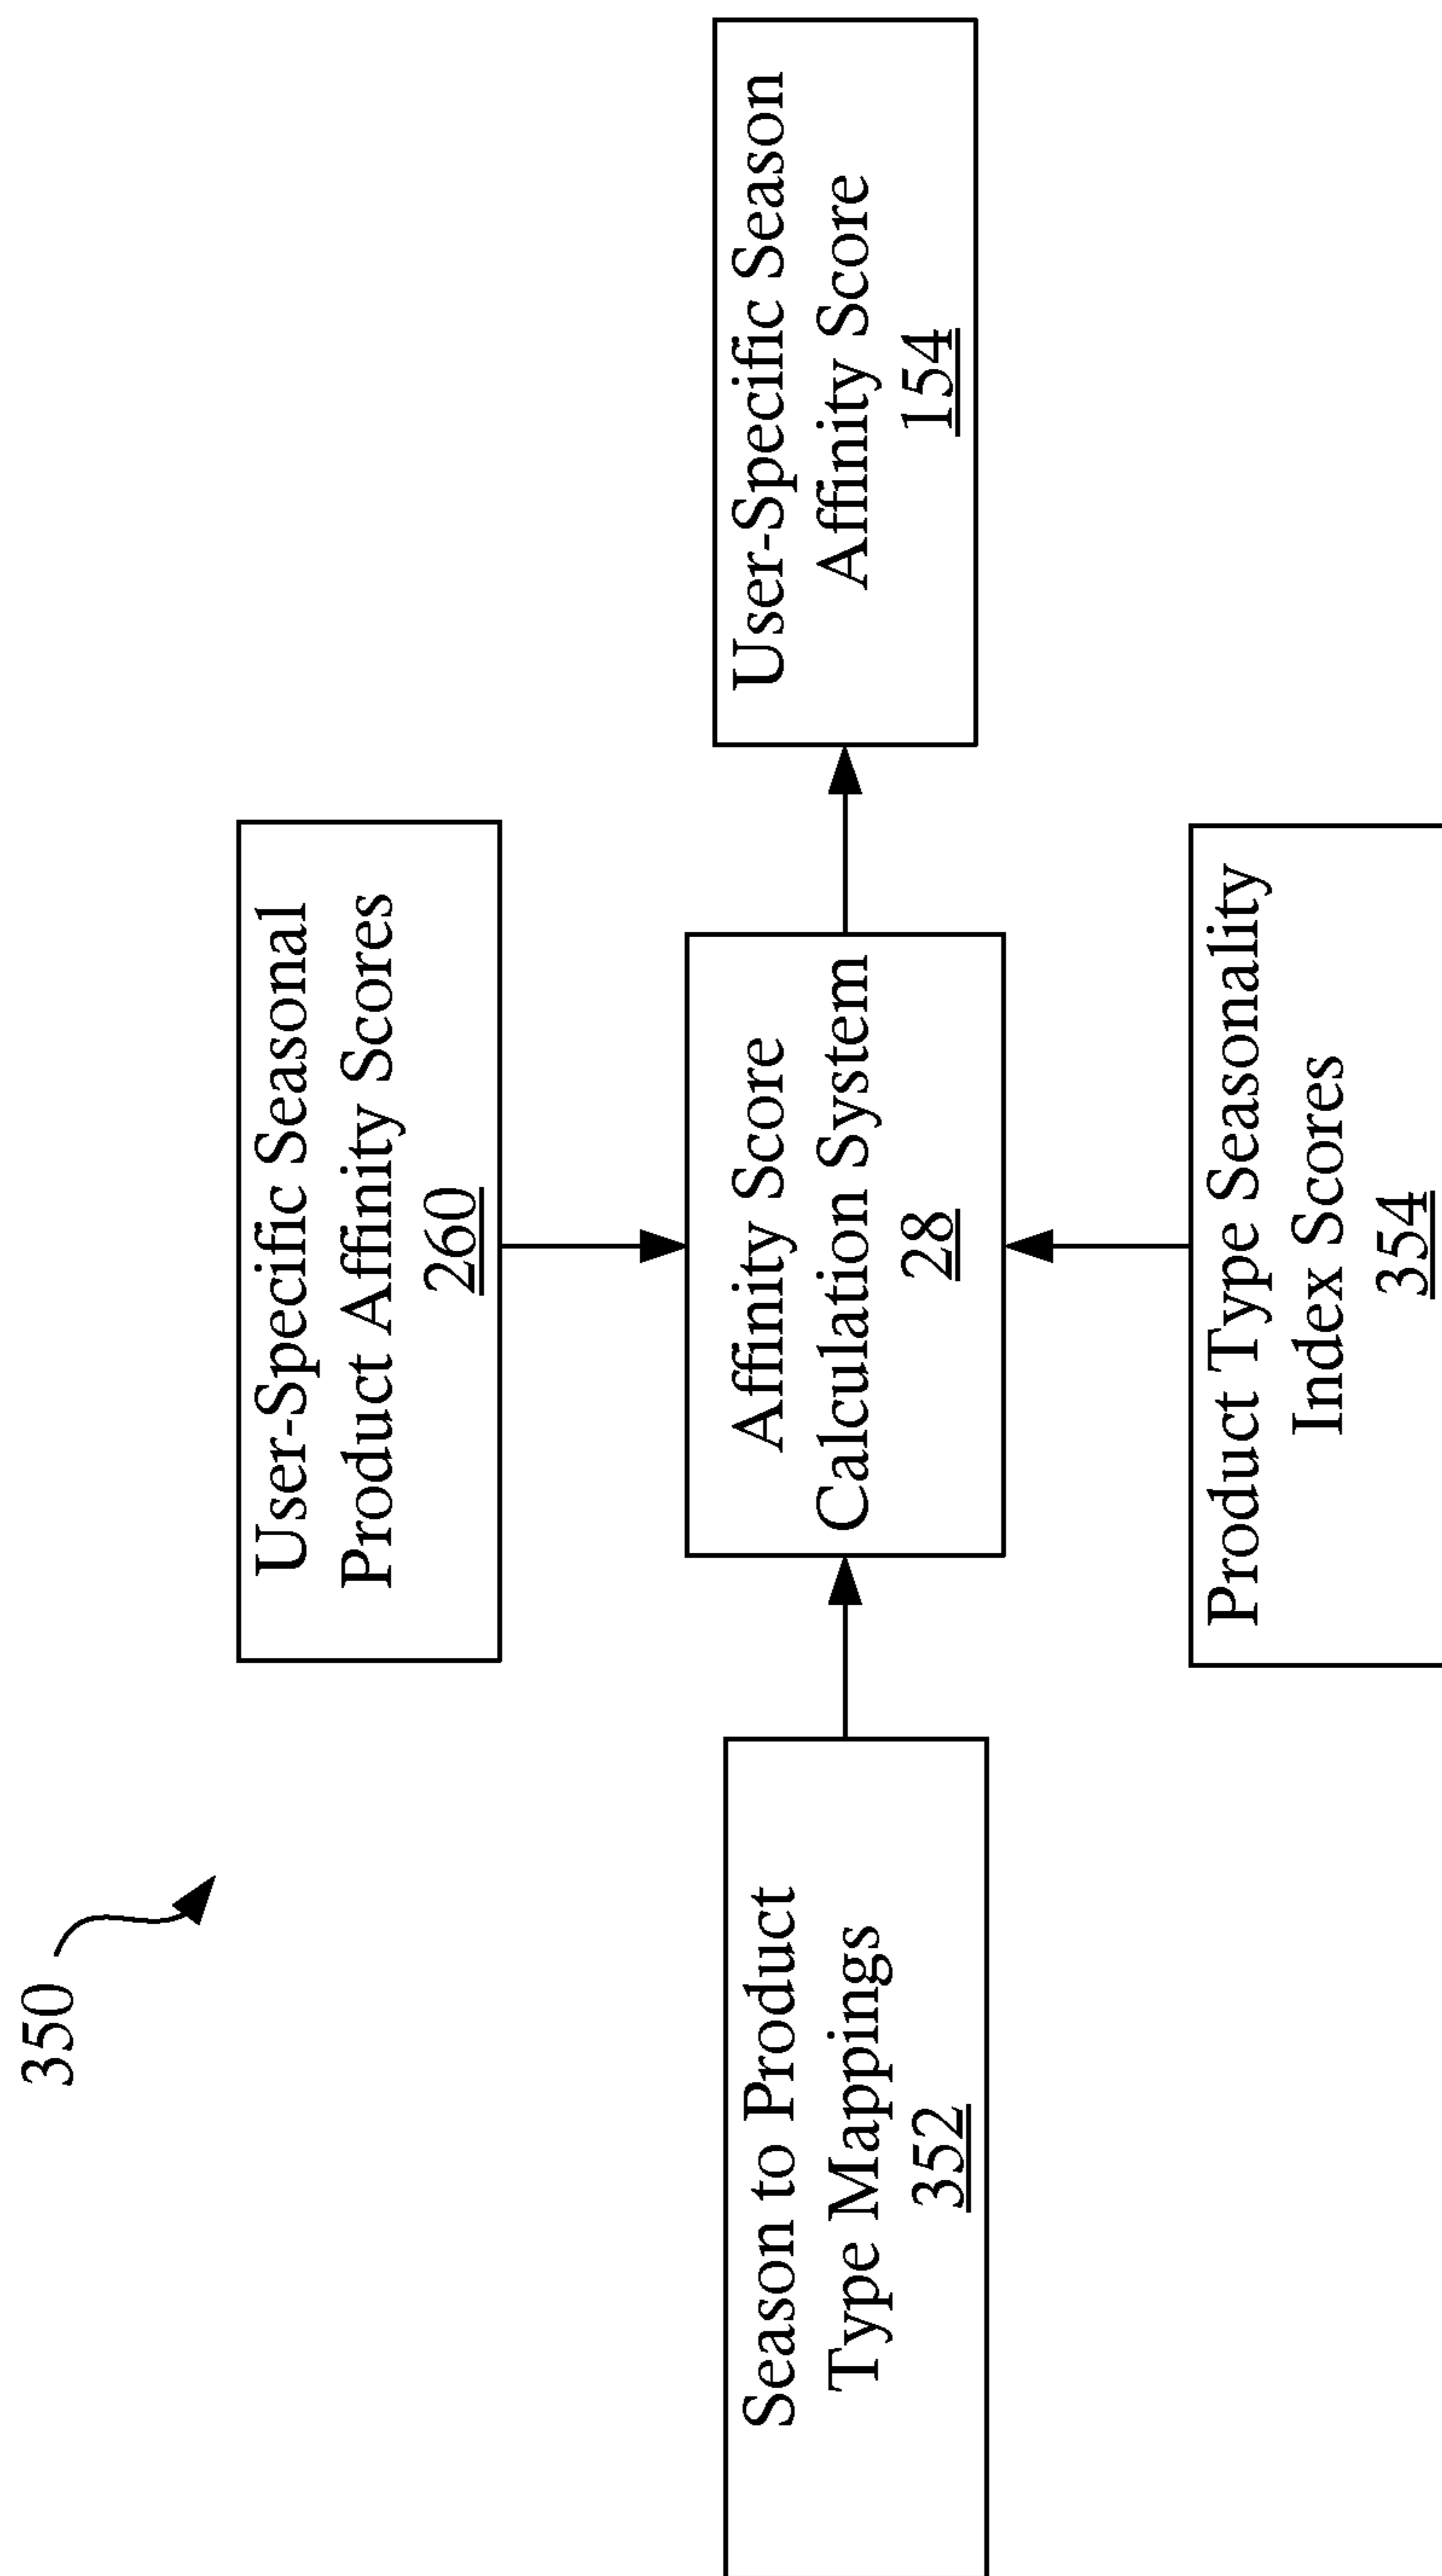 350
User-Specific Seasonal
Product Affinity Scores
260
Season to Product
Type Mappings
352
Affinity Score
Calculation System
28
User-Specific Season
Affinity Score
154
Product Type Seasonality
Index Scores
354